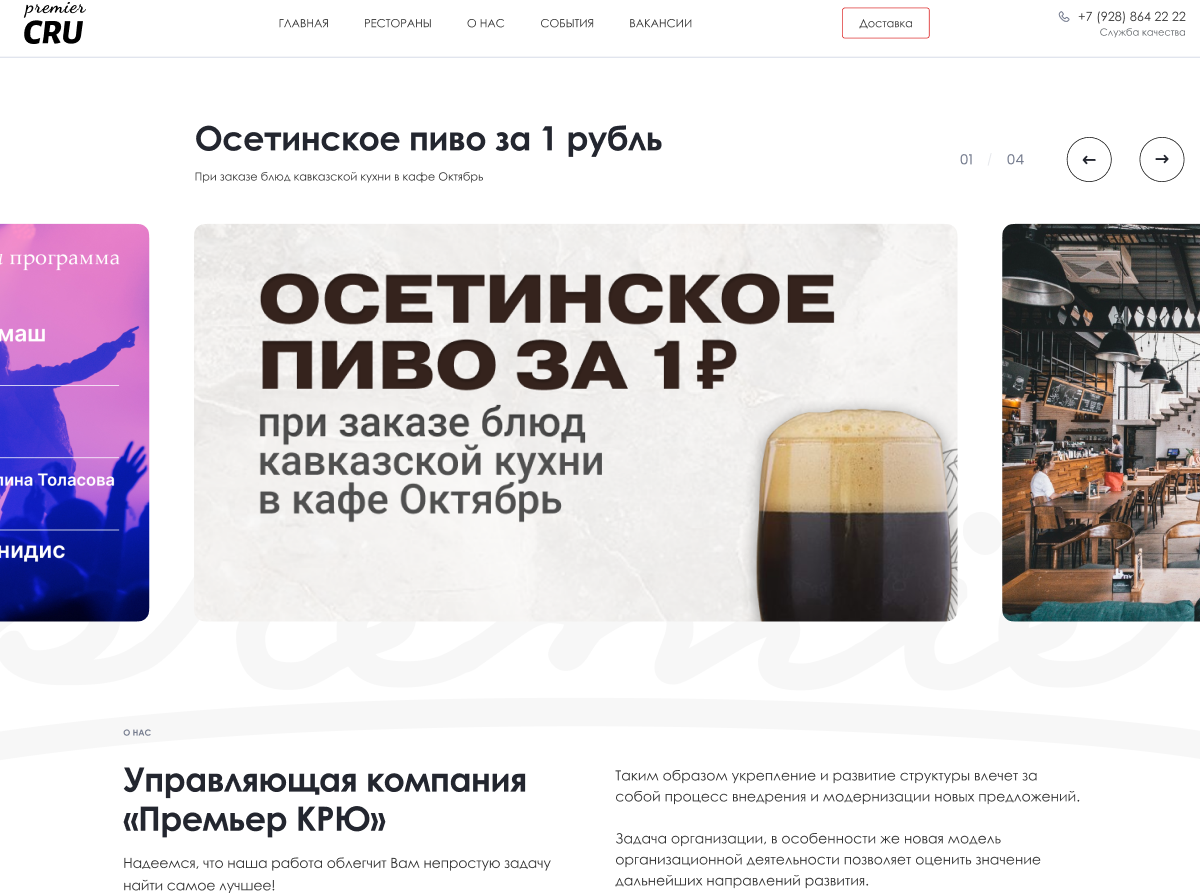 premier
CRU
ГЛАВНАЯ
РЕСТОРАНЫ
О НАС
СОБЫТИЯ
ВАКАНСИИ
Доставка
+7 (928) 864 22 22
Служба качества
Осетинское пиво за 1 рубль
При заказе блюд кавказской кухни в кафе Октябрь
01 / 04
программа
маш
лина Толасова
нидис
ОСЕТИНСКОЕ
ПИВО ЗА 1 ₽
при заказе блюд
кавказской кухни
в кафе Октябрь
О НАС
Управляющая компания
«Премьер КРЮ»
Надеемся, что наша работа облегчит Вам непростую задачу
найти самое лучшее!
Таким образом укрепление и развитие структуры влечет за
собой процесс внедрения и модернизации новых предложений.
Задача организации, в особенности же новая модель
организационной деятельности позволяет оценить значение
дальнейших направлений развития.